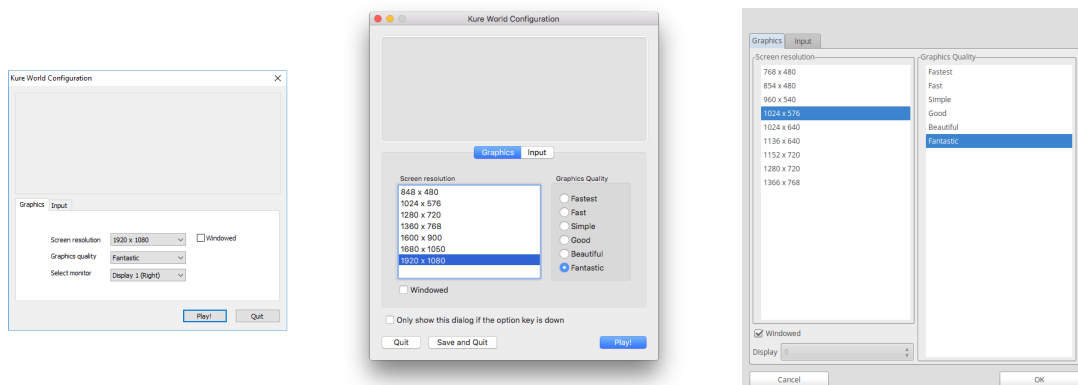 Kure World Configuration
Graphics Input
Screen resolution 1920 x 1080 Windowed
Graphics quality Fantastic
Select monitor Display 1 (Right)
Play! Quit
Kure World Configuration
Graphics Input
Screen resolution
848 x 480
1024 x 576
1280 x 720
1360 x 768
1600 x 900
1680 x 1050
1920 x 1080
Graphics Quality
Fastest
Fast
Simple
Good
Beautiful
Fantastic
Windowed
Only show this dialog if the option key is down
Quit Save and Quit Play!
Graphics Input
Screen resolution
768 x 480
854 x 480
960 x 540
1024 x 576
1024 x 640
1136 x 640
1152 x 720
1280 x 720
1366 x 768
Graphics Quality
Fastest
Fast
Simple
Good
Beautiful
Fantastic
Windowed
Display 0
Cancel OK